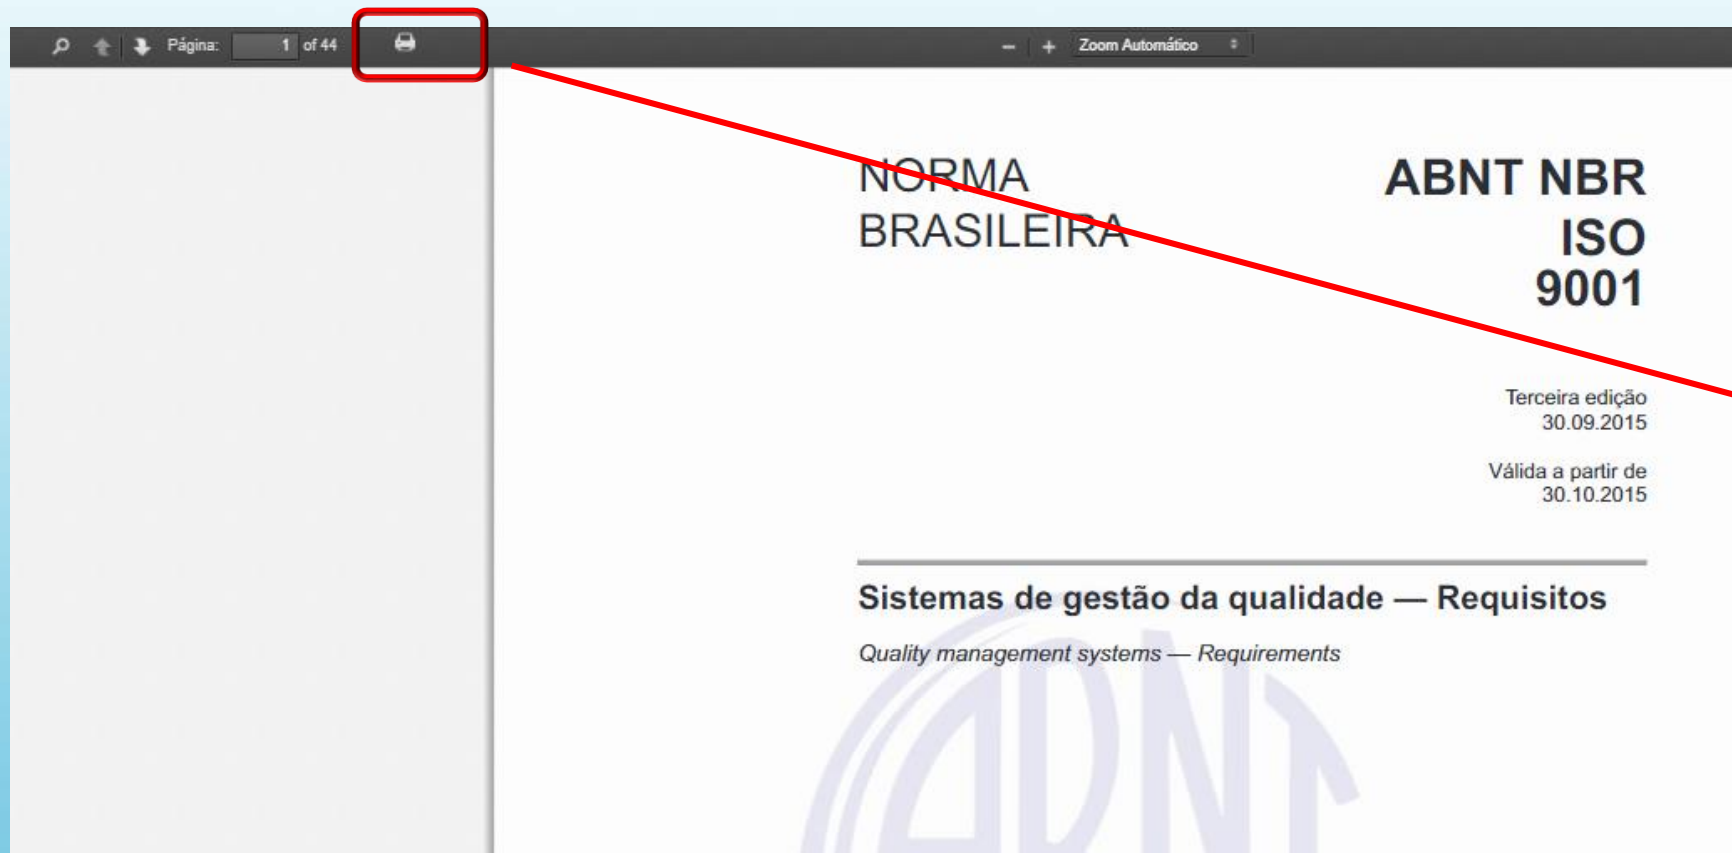 Página: 1 of 44
Zoom Automático
NORMA
BRASILEIRA
ABNT NBR
ISO
9001
Terceira edição
30.09.2015
Válida a partir de
30.10.2015
Sistemas de gestão da qualidade — Requisitos
Quality management systems — Requirements
ABNT